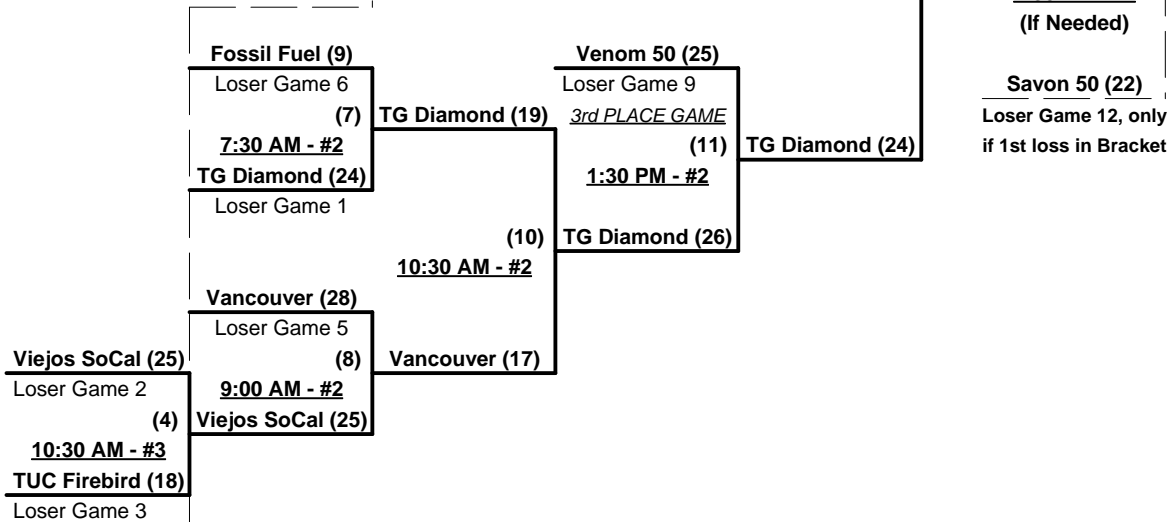 (If Needed)
Fossil Fuel (9)
Venom 50 (25)
Loser Game 6
Loser Game 9
Savon 50 (22)
(7)
TG Diamond (19)
3rd PLACE GAME
Loser Game 12, only
7:30 AM - #2
(11)
TG Diamond (24)
if 1st loss in Bracket
TG Diamond (24)
1:30 PM - #2
Loser Game 1
(10)
TG Diamond (26)
10:30 AM - #2
Vancouver (28)
Loser Game 5
Viejos SoCal (25)
(8)
Vancouver (17)
Loser Game 2
9:00 AM - #2
(4)
Viejos SoCal (25)
10:30 AM - #3
TUC Firebird (18)
Loser Game 3